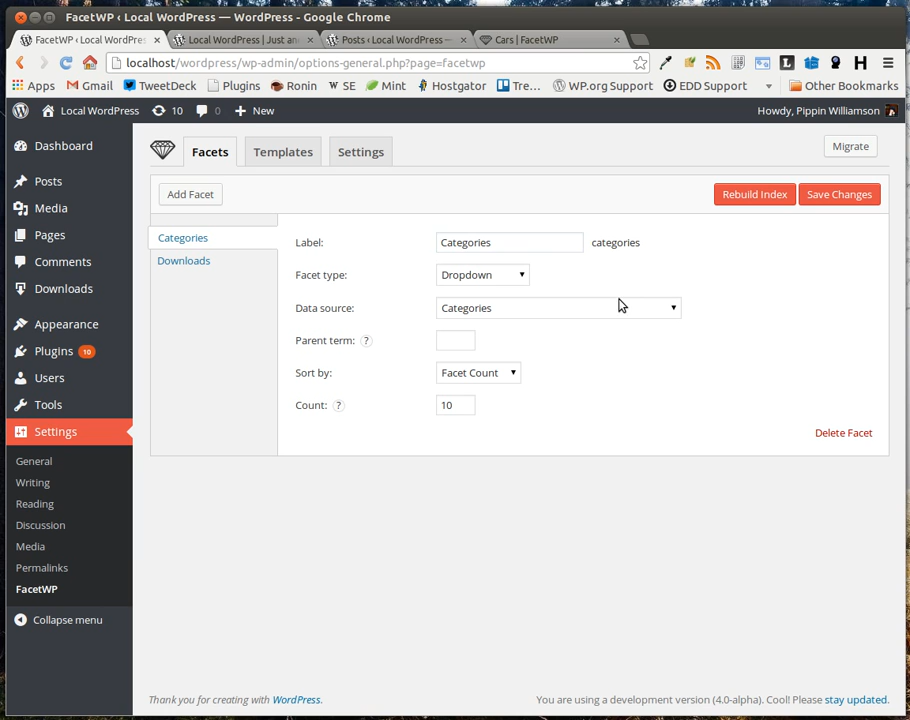 FacetWP ‹ Local WordPress — WordPress - Google Chrome
FacetWP ‹ Local WordPre
Local WordPress | Just an
Posts ‹ Local WordPress —
Cars | FacetWP
localhost/wordpress/wp-admin/options-general.php?page=facetwp
Apps
Gmail
TweetDeck
Plugins
Ronin
SE
Mint
Hostgator
Tre...
WP.org Support
EDD Support
Other Bookmarks
Local WordPress
10
0
New
Howdy, Pippin Williamson
Dashboard
Posts
Media
Pages
Comments
Downloads
Appearance
Plugins 10
Users
Tools
Settings
General
Writing
Reading
Discussion
Media
Permalinks
FacetWP
Collapse menu
Facets
Templates
Settings
Migrate
Add Facet
Rebuild Index
Save Changes
Categories
Downloads
Label: Categories categories
Facet type: Dropdown
Data source: Categories
Parent term: ?
Sort by: Facet Count
Count: ? 10
Delete Facet
Thank you for creating with WordPress.
You are using a development version (4.0-alpha). Cool! Please stay updated.